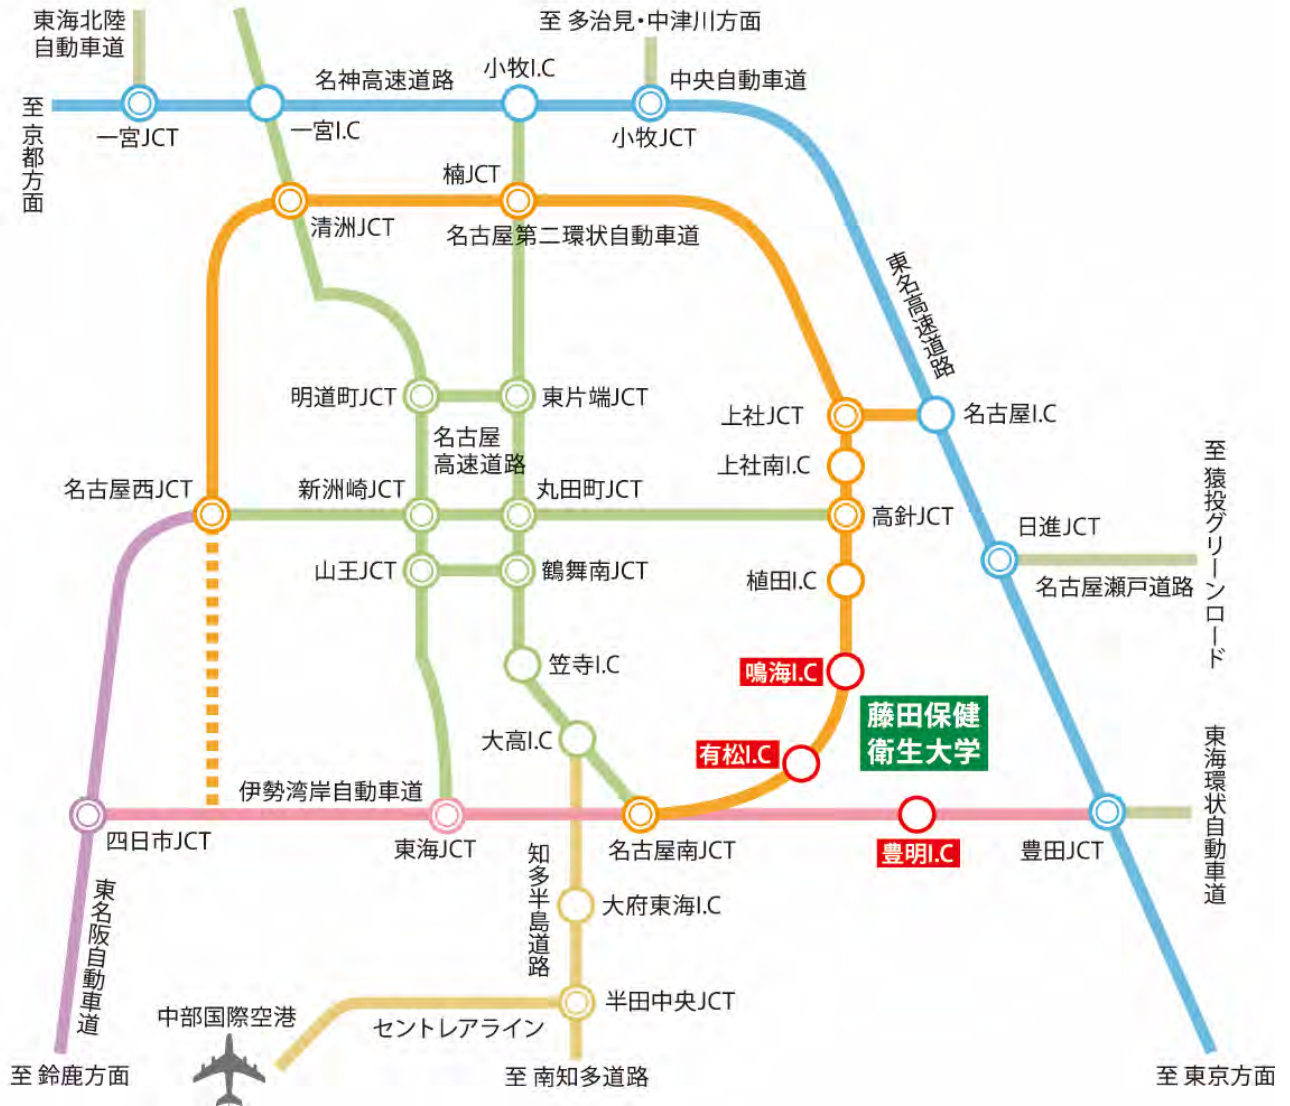 東海北陸
自動車道
至 多治見・中津川方面
名神高速道路
小牧I.C
中央自動車道
至 京都方面
一宮JCT
一宮I.C
小牧JCT
楠JCT
清洲JCT
名古屋第二環状自動車道
東名高速道路
明道町JCT
東片端JCT
上社JCT
名古屋I.C
名古屋
高速道路
上社南I.C
至 猿投グリーンロード
名古屋西JCT
新洲崎JCT
丸田町JCT
高針JCT
日進JCT
山王JCT
鶴舞南JCT
植田I.C
名古屋瀬戸道路
笠寺I.C
鳴海I.C
藤田保健
衛生大学
大高I.C
有松I.C
東海環状自動車道
伊勢湾岸自動車道
四日市JCT
東海JCT
名古屋南JCT
豊明I.C
豊田JCT
知多半島道路
東名阪自動車道
大府東海I.C
半田中央JCT
中部国際空港
セントレアライン
至 鈴鹿方面
至 南知多道路
至 東京方面